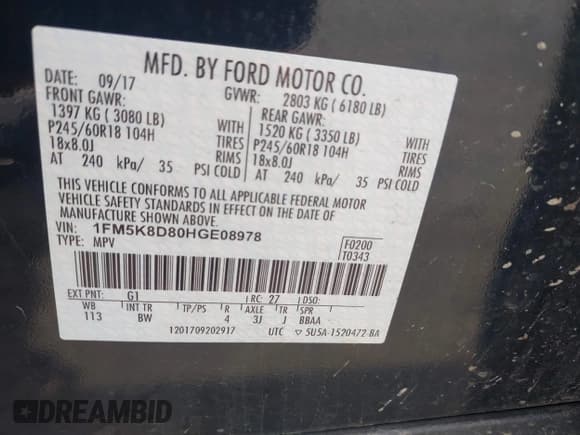 MFD. BY FORD MOTOR CO.
DATE: 09/17 GVWR: 2803 KG ( 6180 LB)
FRONT GAWR: REAR GAWR:
1397 KG ( 3080 LB) WITH 1520 KG ( 3350 LB) WITH
P245/60R18 104H TIRES P245/60R18 104H TIRES
18x8.0J RIMS 18x8.0J RIMS
AT 240 kPa/ 35 PSI COLD AT 240 kPa/ 35 PSI COLD
THIS VEHICLE CONFORMS TO ALL APPLICABLE FEDERAL MOTOR
VEHICLE SAFETY STANDARDS IN EFFECT ON THE DATE OF
MANUFACTURE SHOWN ABOVE.
VIN: 1FM5K8D80HGE08978
TYPE: MPV
F0200
T0343
EXT PNT: G1 RC: 27 DSO:
WB INT TR TP/PS R AXLE TR SPR
113 BW 4 3J J BBAA
1201709202917 UTC 5U5A-1520472-BA
DREAMBID